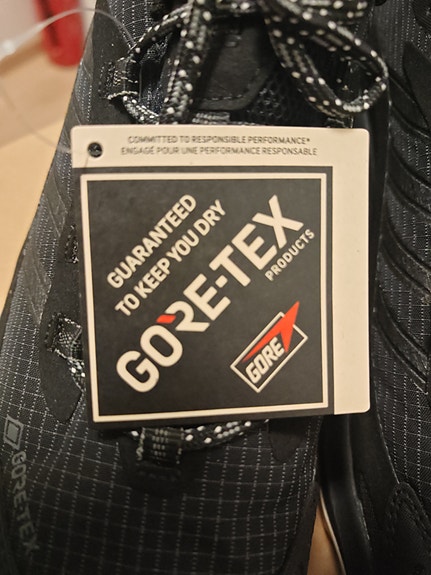 COMMITTED TO RESPONSIBLE PERFORMANCE*
ENGAGÉ POUR UNE PERFORMANCE RESPONSABLE
GUARANTEED
TO KEEP YOU DRY
GORE-TEX
PRODUCTS
GORE
GORE-TEX